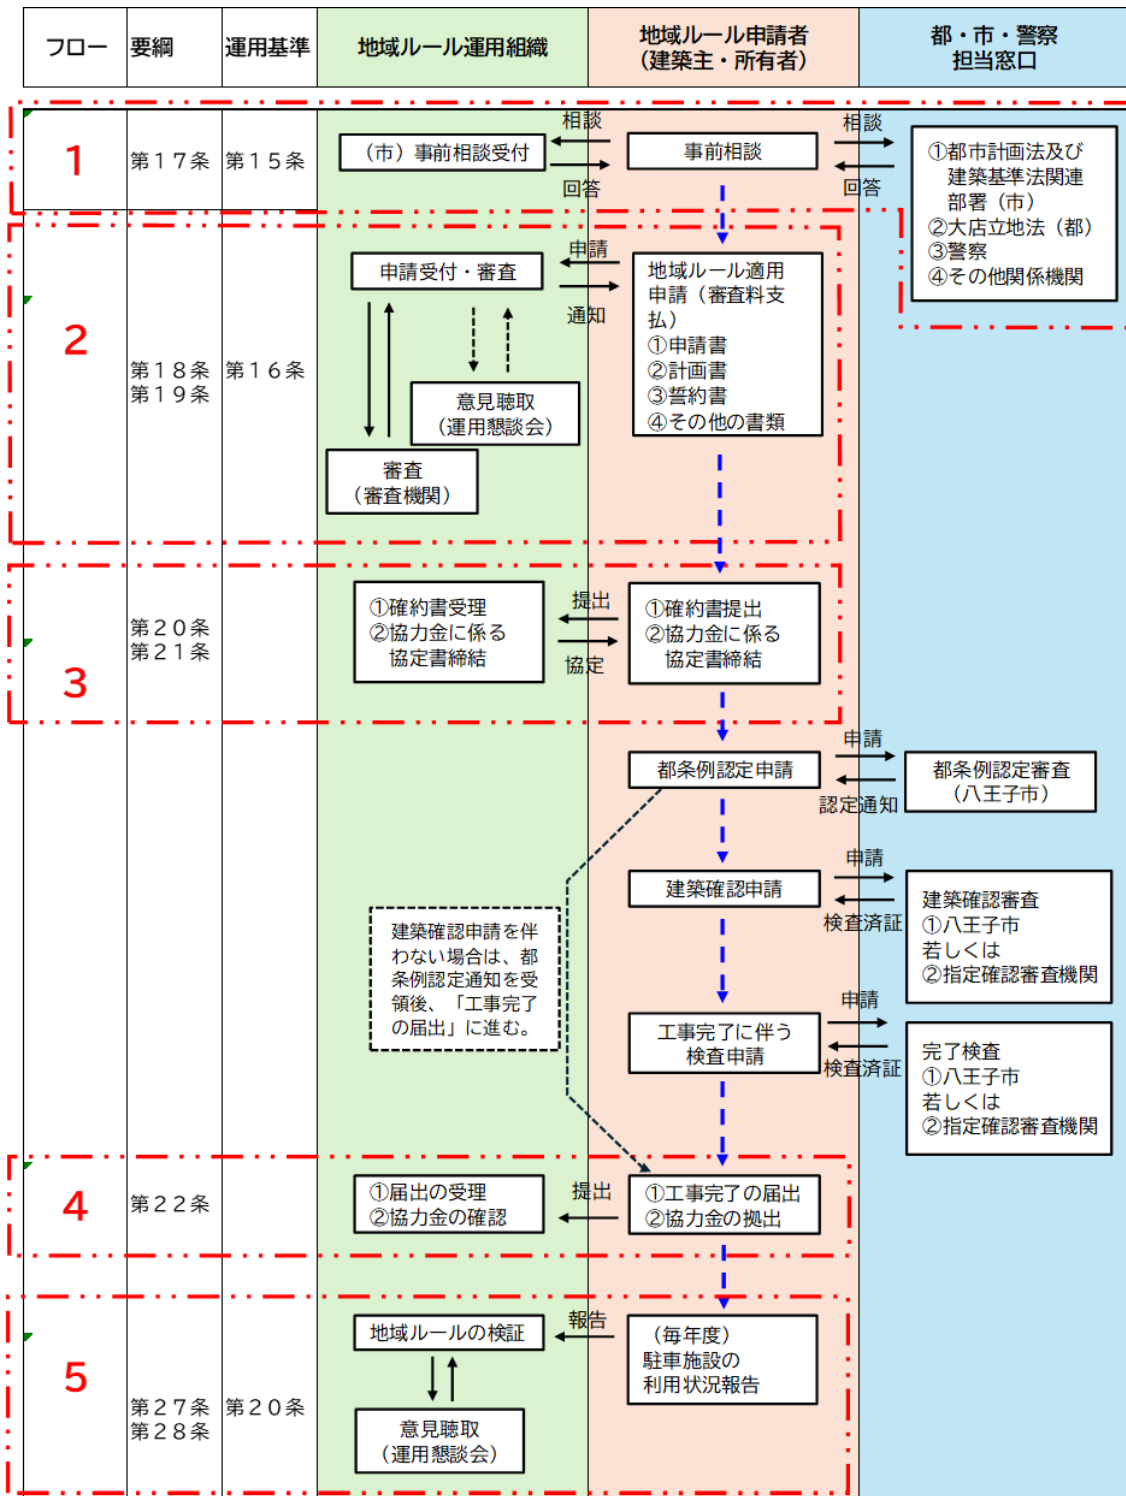 フロー
要綱
運用基準
地域ルール運用組織
地域ルール申請者
（建築主・所有者）
都・市・警察
担当窓口
1
第１７条
第１５条
（市）事前相談受付
相談
回答
事前相談
相談
回答
①都市計画法及び
建築基準法関連
部署（市）
②大店立地法（都）
③警察
④その他関係機関
2
第１８条
第１９条
第１６条
申請受付・審査
申請
通知
地域ルール適用
申請（審査料支
払）
①申請書
②計画書
③誓約書
④その他の書類
意見聴取
（運用懇談会）
審査
（審査機関）
3
第２０条
第２１条
①確約書受理
②協力金に係る
協定書締結
提出
協定
①確約書提出
②協力金に係る
協定書締結
都条例認定申請
申請
認定通知
都条例認定審査
（八王子市）
建築確認申請
申請
検査済証
建築確認審査
①八王子市
若しくは
②指定確認審査機関
建築確認申請を伴
わない場合は、都
条例認定通知を受
領後、「工事完了
の届出」に進む。
工事完了に伴う
検査申請
申請
検査済証
完了検査
①八王子市
若しくは
②指定確認審査機関
4
第２２条
①届出の受理
②協力金の確認
提出
①工事完了の届出
②協力金の拠出
5
第２７条
第２８条
第２０条
地域ルールの検証
報告
（毎年度）
駐車施設の
利用状況報告
意見聴取
（運用懇談会）